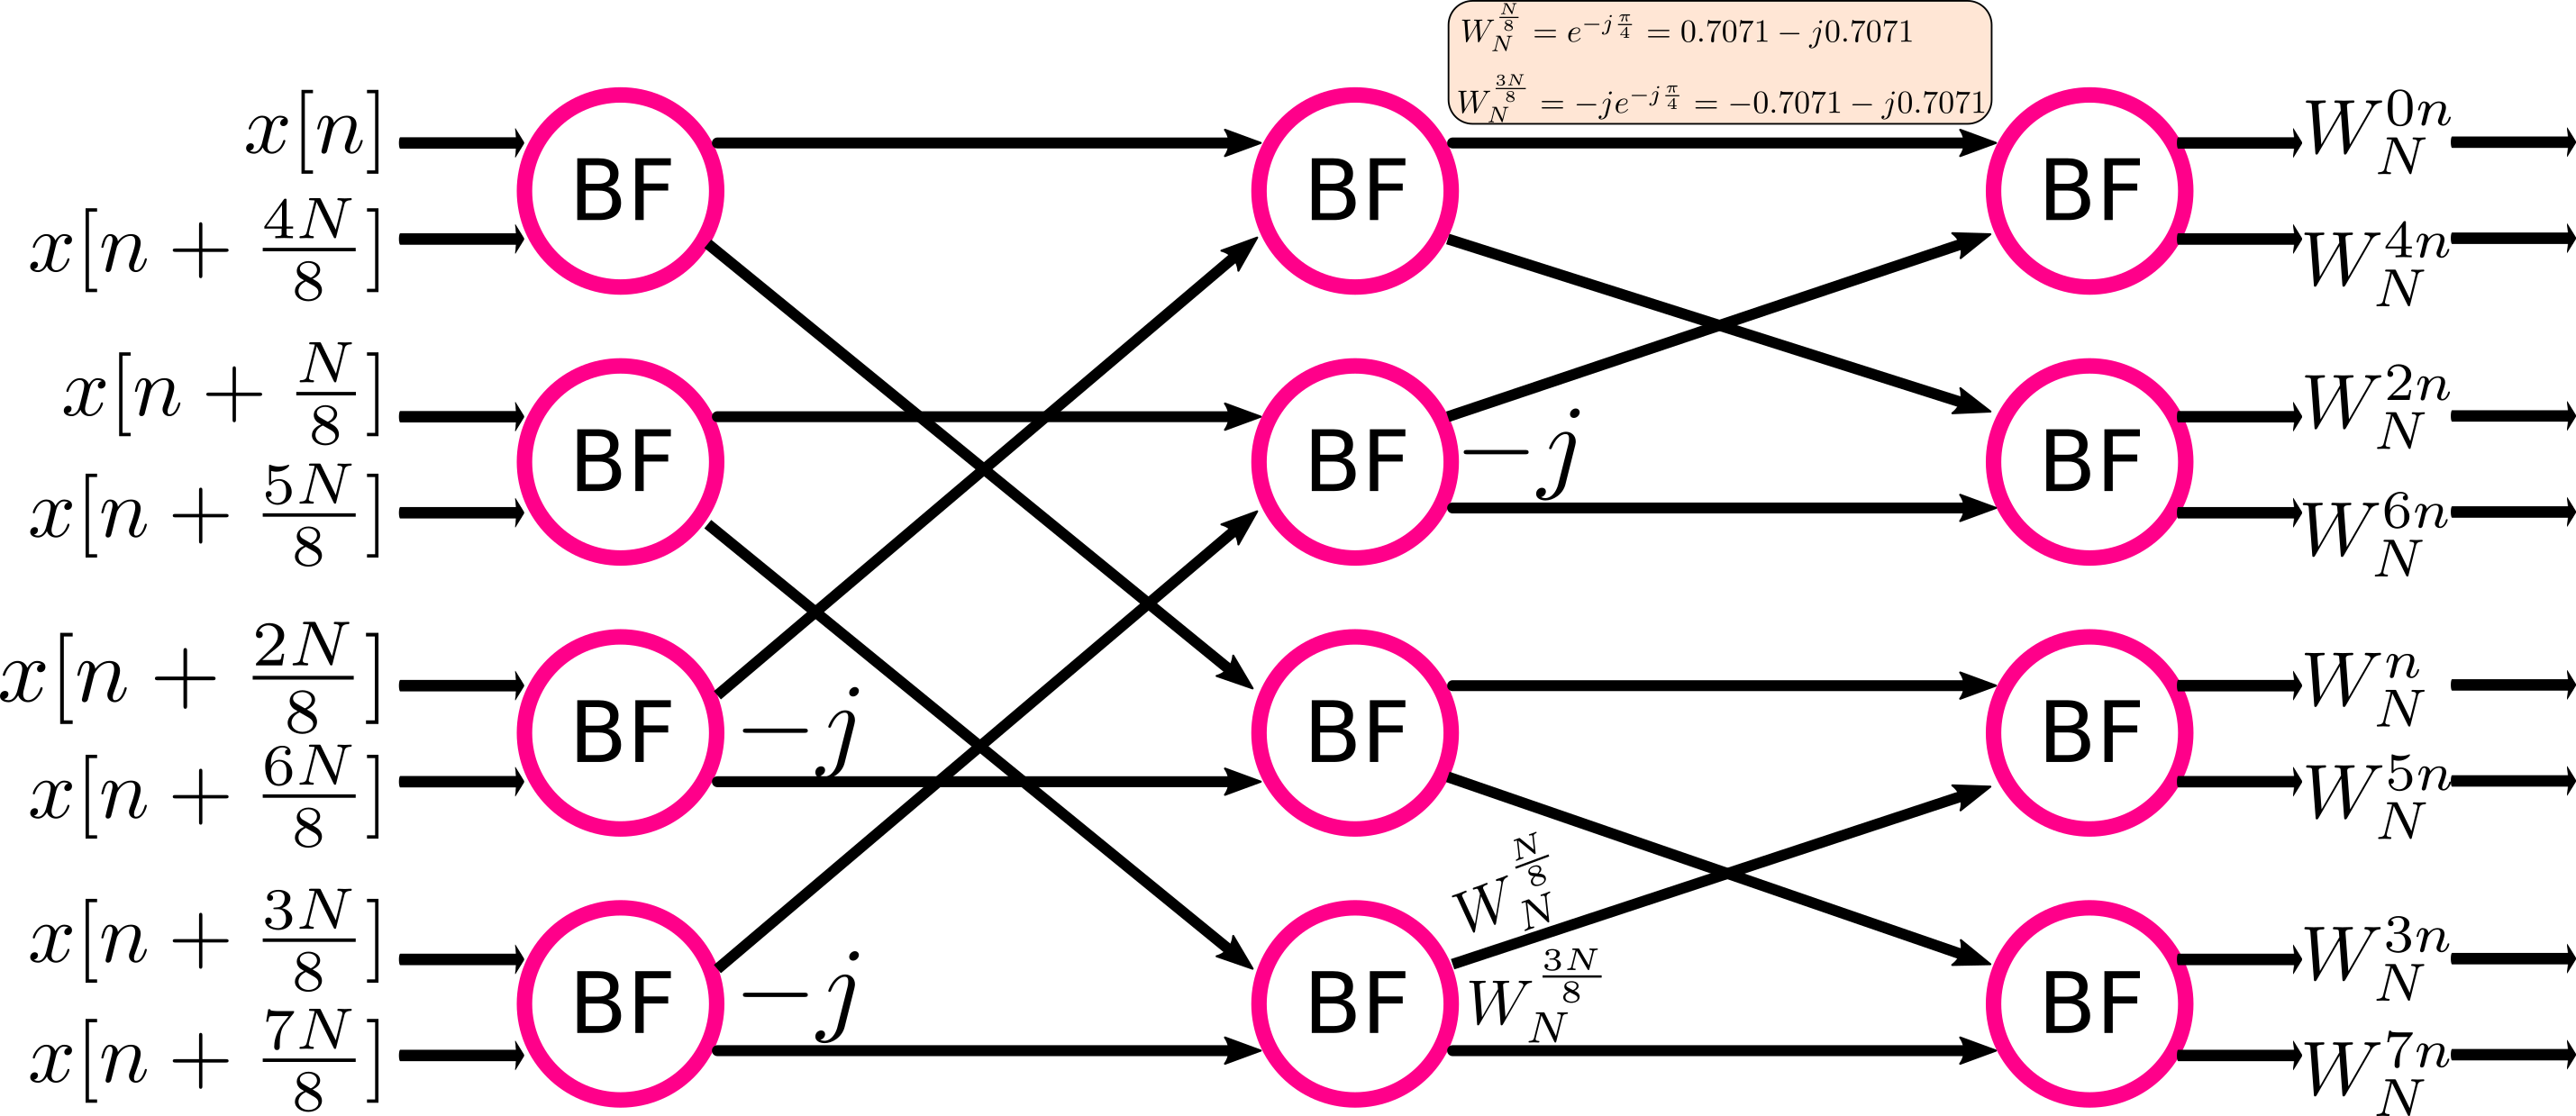 $W_N^{\frac{N}{8}} = e^{-j\frac{\pi}{4}} = 0.7071 - j0.7071$
$W_N^{\frac{3N}{8}} = -je^{-j\frac{\pi}{4}} = -0.7071 - j0.7071$
$x[n]$
BF BF BF
$W_N^{0n}$
$x[n + \frac{4N}{8}]$
$W_N^{4n}$
$x[n + \frac{N}{8}]$
$W_N^{2n}$
BF BF $-j$ BF
$x[n + \frac{5N}{8}]$
$W_N^{6n}$
$x[n + \frac{2N}{8}]$
$W_N^{n}$
BF $-j$ BF BF
$x[n + \frac{6N}{8}]$
$W_N^{5n}$
$W_N^{\frac{N}{8}}$
$x[n + \frac{3N}{8}]$
$W_N^{3n}$
BF $-j$ BF $W_N^{\frac{3N}{8}}$ BF
$x[n + \frac{7N}{8}]$
$W_N^{7n}$